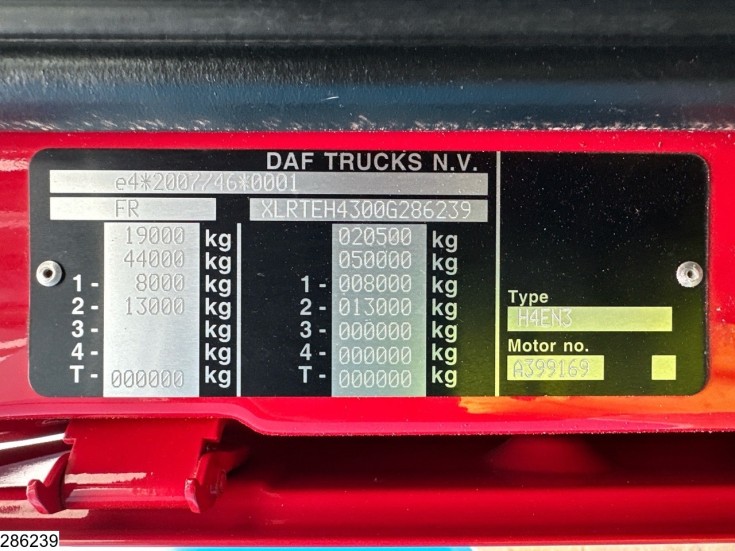 DAF TRUCKS N.V.
e4*2007/46*0001
FR XLRTEH4300G286239
19000 kg 020500 kg
44000 kg 050000 kg
1- 8000 kg 1- 008000 kg
2- 13000 kg 2- 013000 kg
3- kg 3- 000000 kg
4- kg 4- 000000 kg
T- 000000 kg T- 000000 kg
Type
H4EN3
Motor no.
A399169
286239